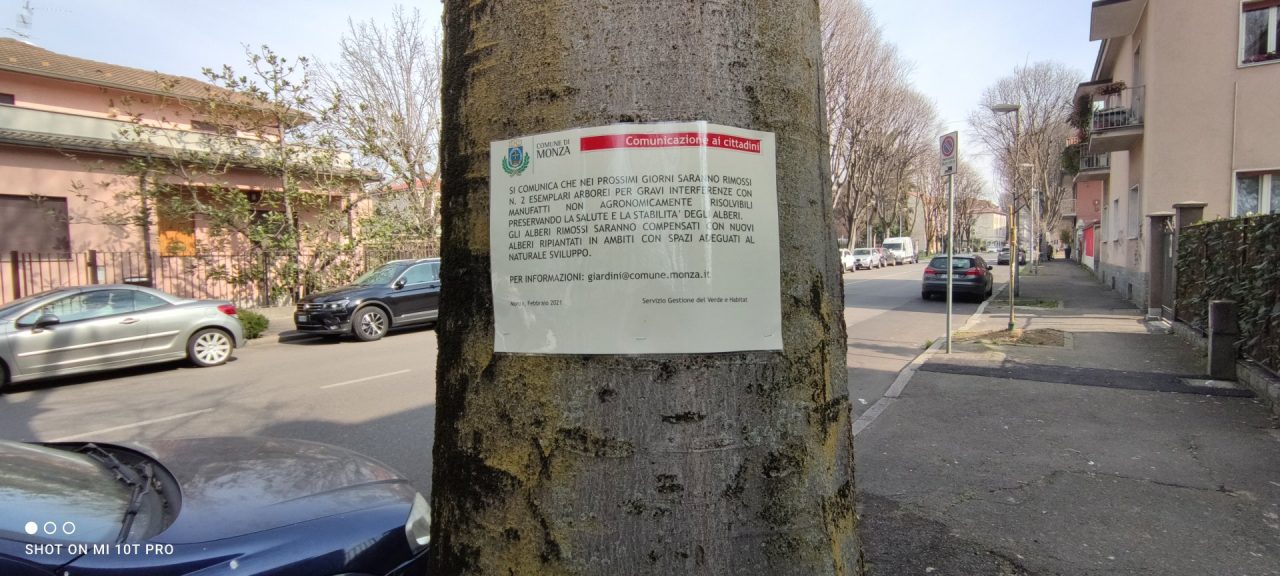 COMUNE DI
MONZA
Comunicazione ai cittadini
SI COMUNICA CHE NEI PROSSIMI GIORNI SARANNO RIMOSSI
N. 2 ESEMPLARI ARBOREI PER GRAVI INTERFERENZE CON
MANUFATTI NON AGRONOMICAMENTE RISOLVIBILI
PRESERVANDO LA SALUTE E LA STABILITA' DEGLI ALBERI.
GLI ALBERI RIMOSSI SARANNO COMPENSATI CON NUOVI
ALBERI RIPIANTATI IN AMBITI CON SPAZI ADEGUATI AL
NATURALE SVILUPPO.
PER INFORMAZIONI: giardini@comune.monza.it
Monza, Febbraio 2021
Servizio Gestione del Verde e Habitat
SHOT ON MI 10T PRO